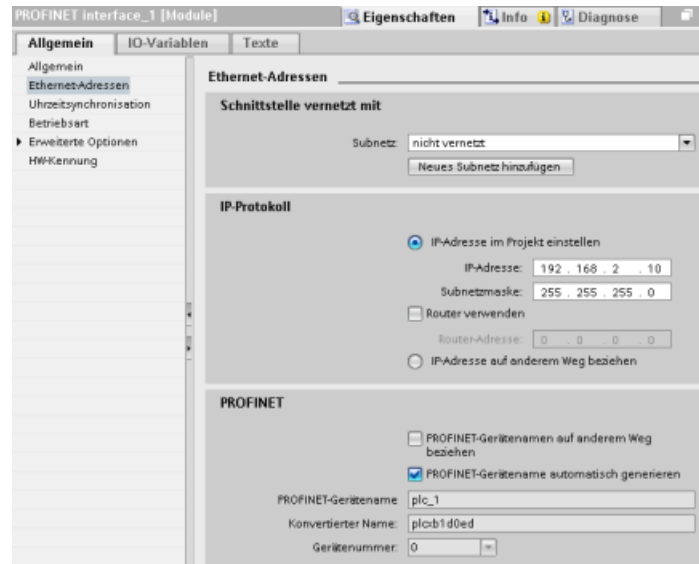 PROFINET interface_1 [Module]
Eigenschaften
Info
Diagnose
Allgemein
IO-Variablen
Texte
Allgemein
Ethernet-Adressen
Uhrzeitsynchronisation
Betriebsart
Erweiterte Optionen
HW-Kennung
Ethernet-Adressen
Schnittstelle vernetzt mit
Subnetz: nicht vernetzt
Neues Subnetz hinzufügen
IP-Protokoll
IP-Adresse im Projekt einstellen
IP-Adresse: 192 . 168 . 2 . 10
Subnetzmaske: 255 . 255 . 255 . 0
Router verwenden
Router-Adresse: 0 . 0 . 0 . 0
IP-Adresse auf anderem Weg beziehen
PROFINET
PROFINET-Gerätenamen auf anderem Weg
beziehen
PROFINET-Gerätename automatisch generieren
PROFINET-Gerätename plc_1
Konvertierter Name: plcxb1d0ed
Gerätenummer: 0